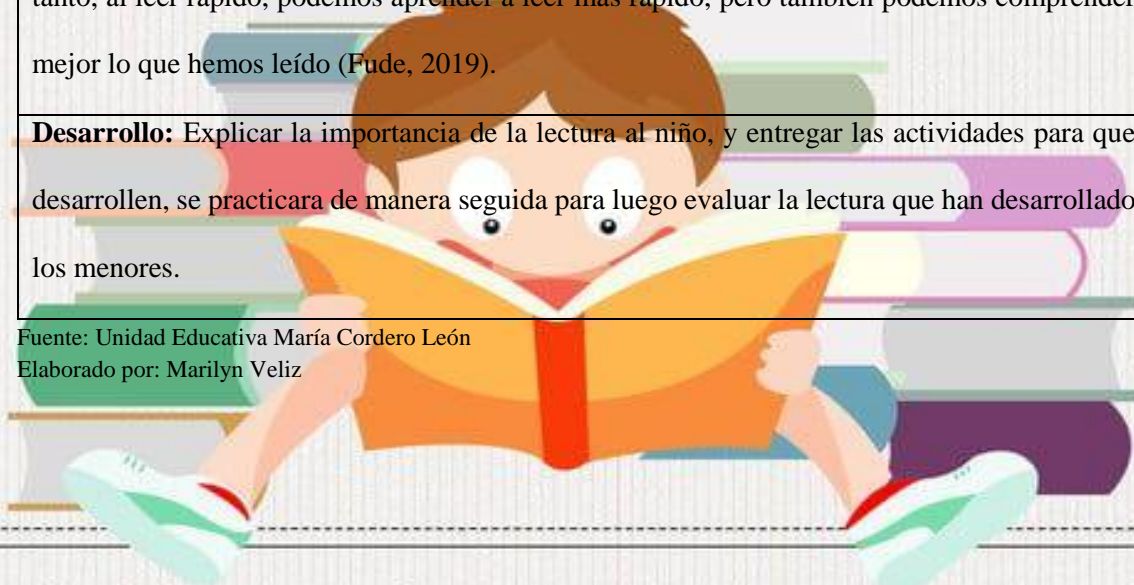 tanto, al leer rápido, podemos aprender a leer más rápido, pero también podemos comprender
mejor lo que hemos leído (Fude, 2019).
Desarrollo: Explicar la importancia de la lectura al niño, y entregar las actividades para que
desarrollen, se practicara de manera seguida para luego evaluar la lectura que han desarrollado
los menores.
Fuente: Unidad Educativa María Cordero León
Elaborado por: Marilyn Veliz